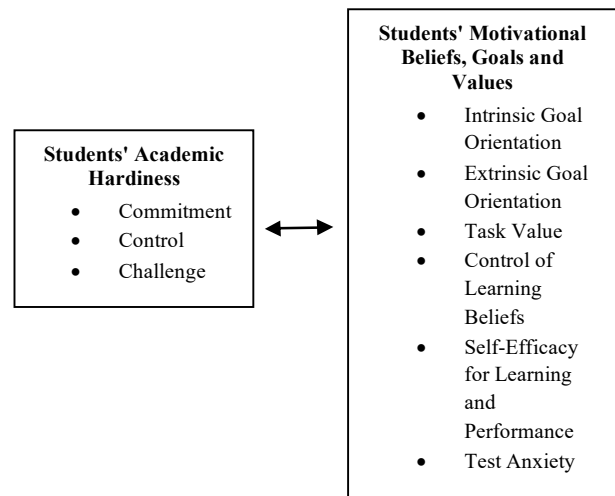 Students' Academic
Hardiness
• Commitment
• Control
• Challenge
Students' Motivational
Beliefs, Goals and
Values
• Intrinsic Goal
Orientation
• Extrinsic Goal
Orientation
• Task Value
• Control of
Learning
Beliefs
• Self-Efficacy
for Learning
and
Performance
• Test Anxiety